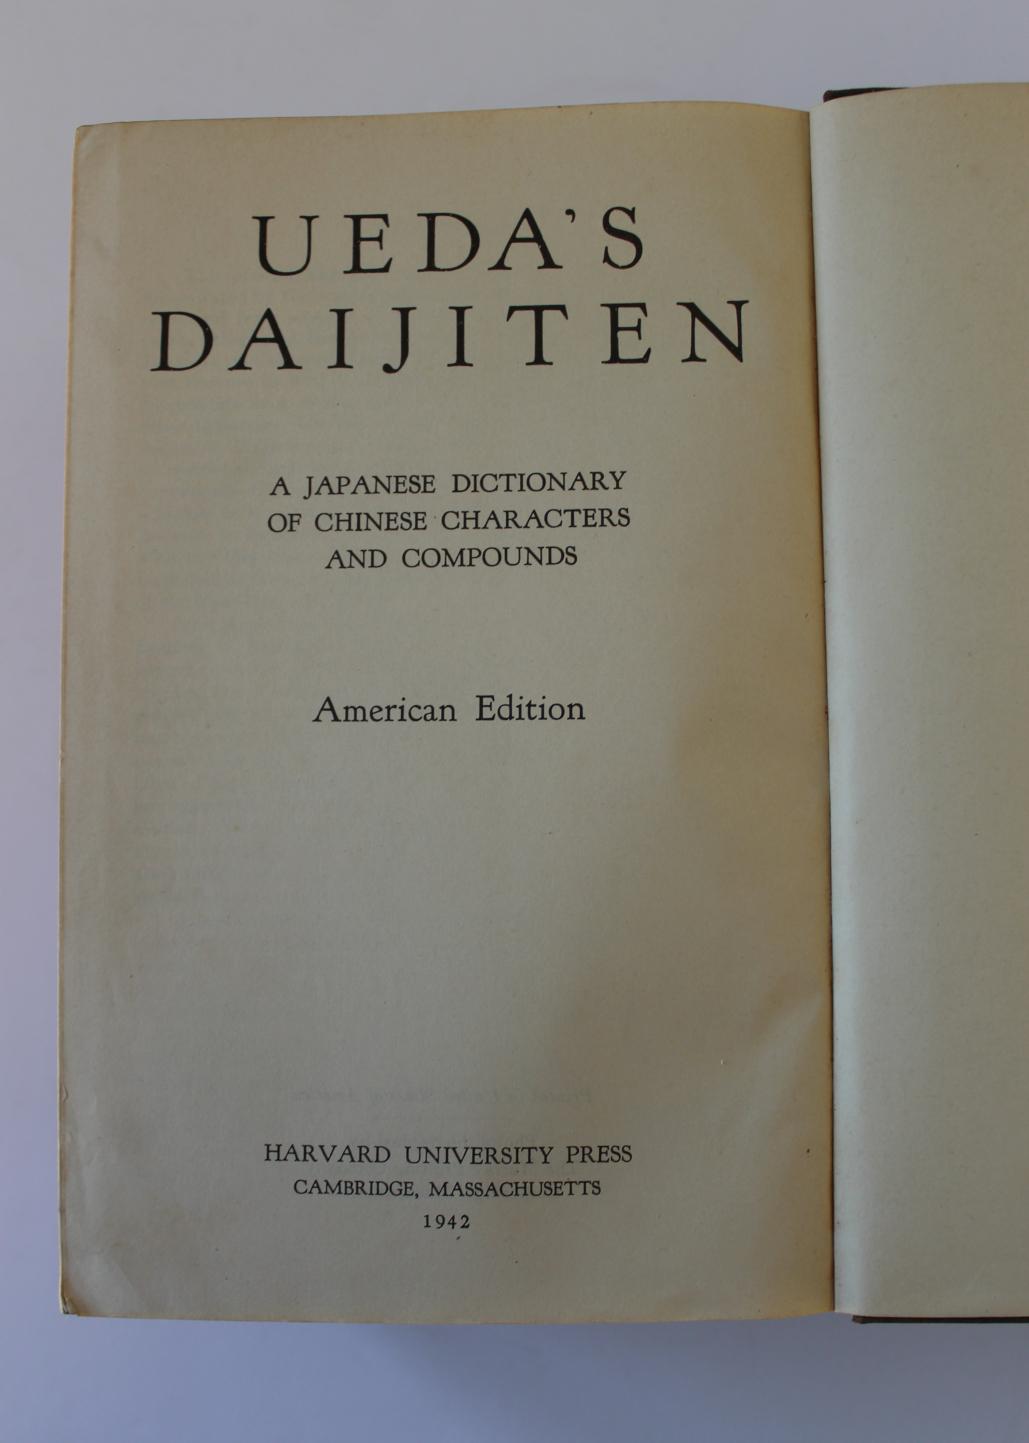 UEDA'S
DAIJITEN
A JAPANESE DICTIONARY
OF CHINESE CHARACTERS
AND COMPOUNDS
American Edition
HARVARD UNIVERSITY PRESS
CAMBRIDGE, MASSACHUSETTS
1942